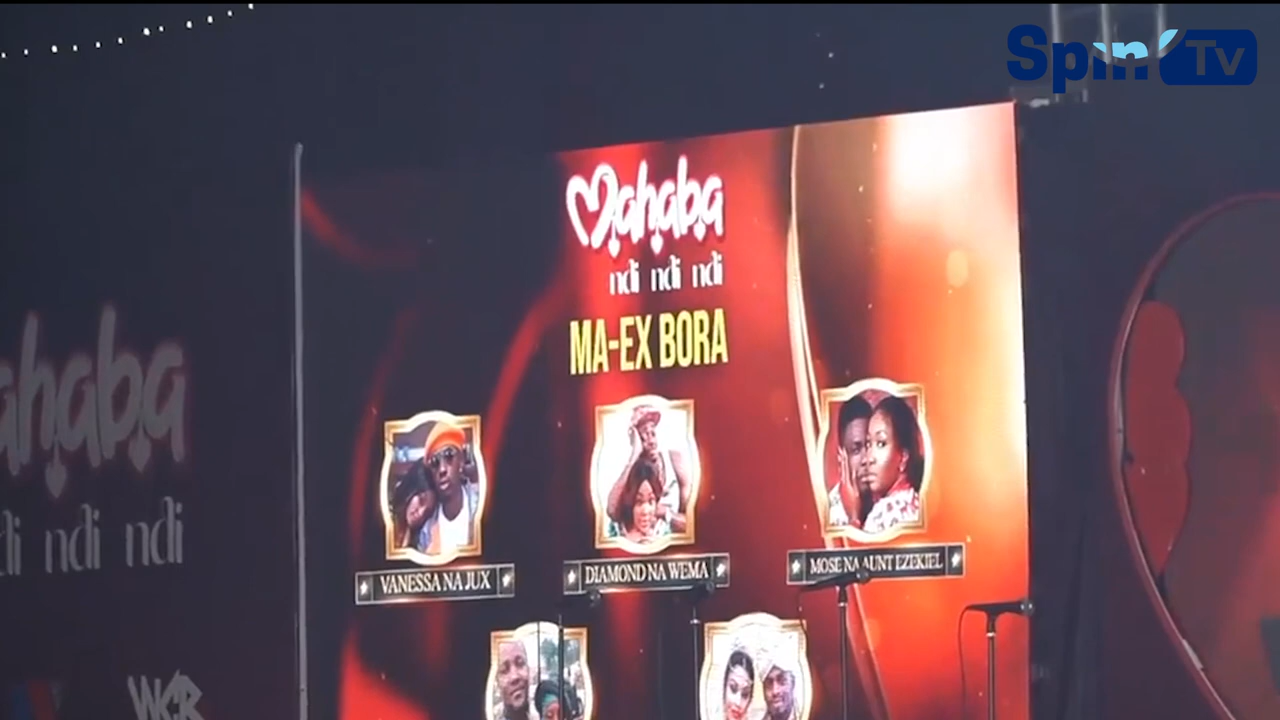 Spin Tv
Mahaba
ndi ndi ndi
MA-EX BORA
VANESSA NA JUX
DIAMOND NA WEMA
MOSE NA AUNT EZEKIEL
ahaba
di ndi ndi
WCB